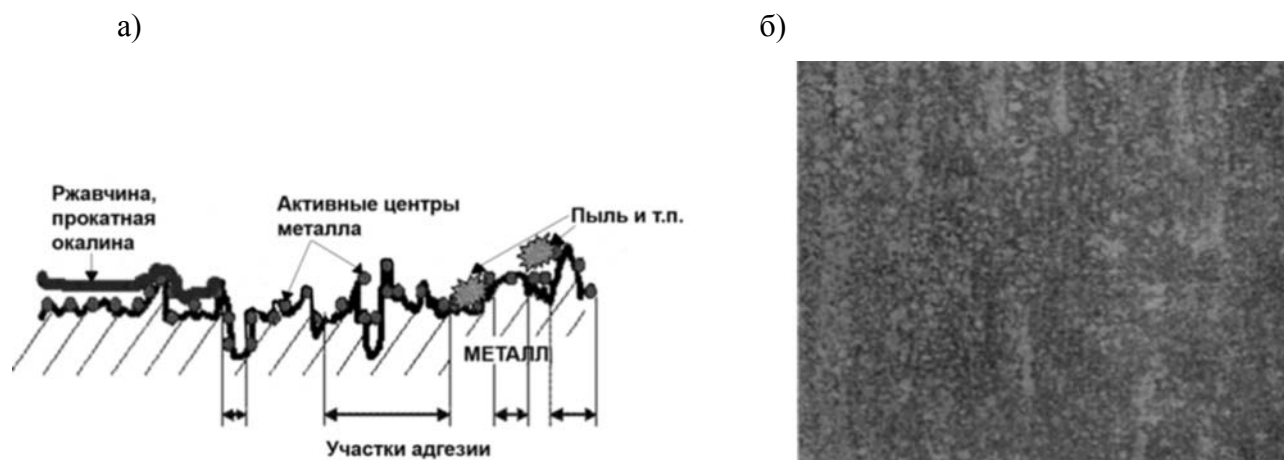 а)
б)
Ржавчина,
прокатная
окалина
Активные центры
металла
Пыль и т.п.
МЕТАЛЛ
Участки адгезии